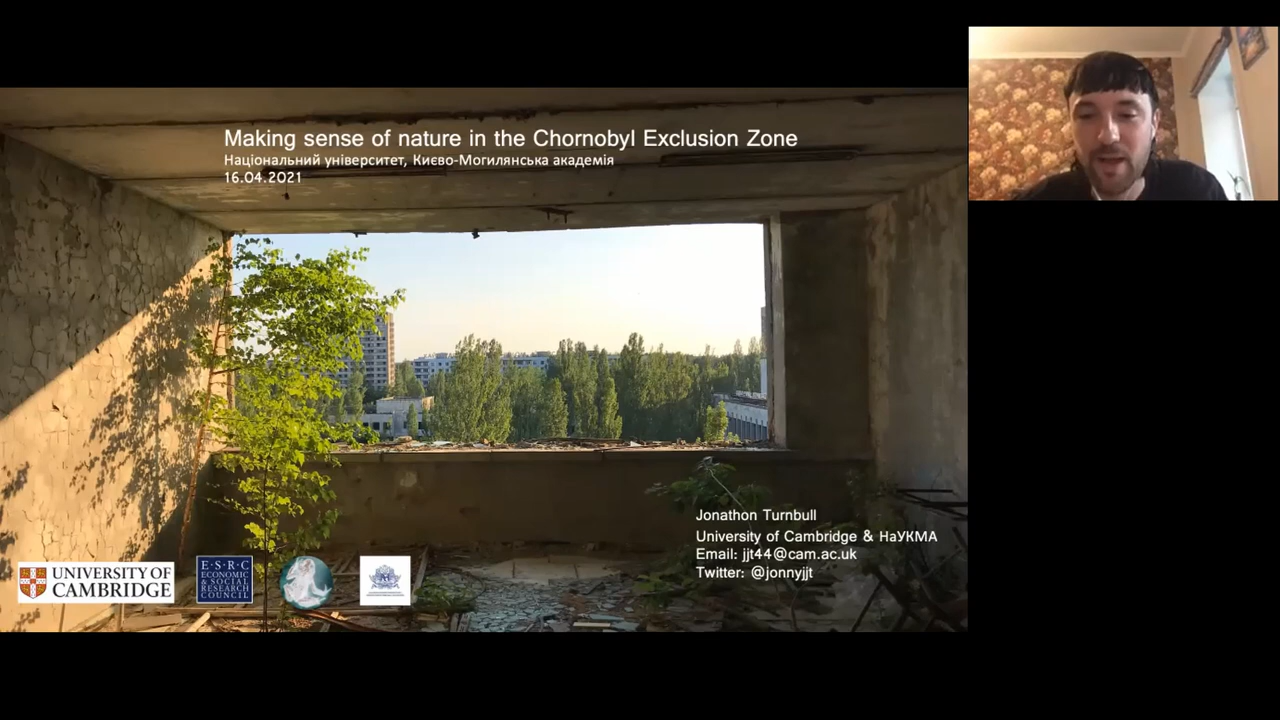 Making sense of nature in the Chornobyl Exclusion Zone
Національний університет, Києво-Могилянська академія
16.04.2021
Jonathon Turnbull
University of Cambridge & НаУКМА
Email: jjt44@cam.ac.uk
Twitter: @jonnyjjt
UNIVERSITY OF
CAMBRIDGE
E·S·R·C
ECONOMIC
& SOCIAL
RESEARCH
COUNCIL